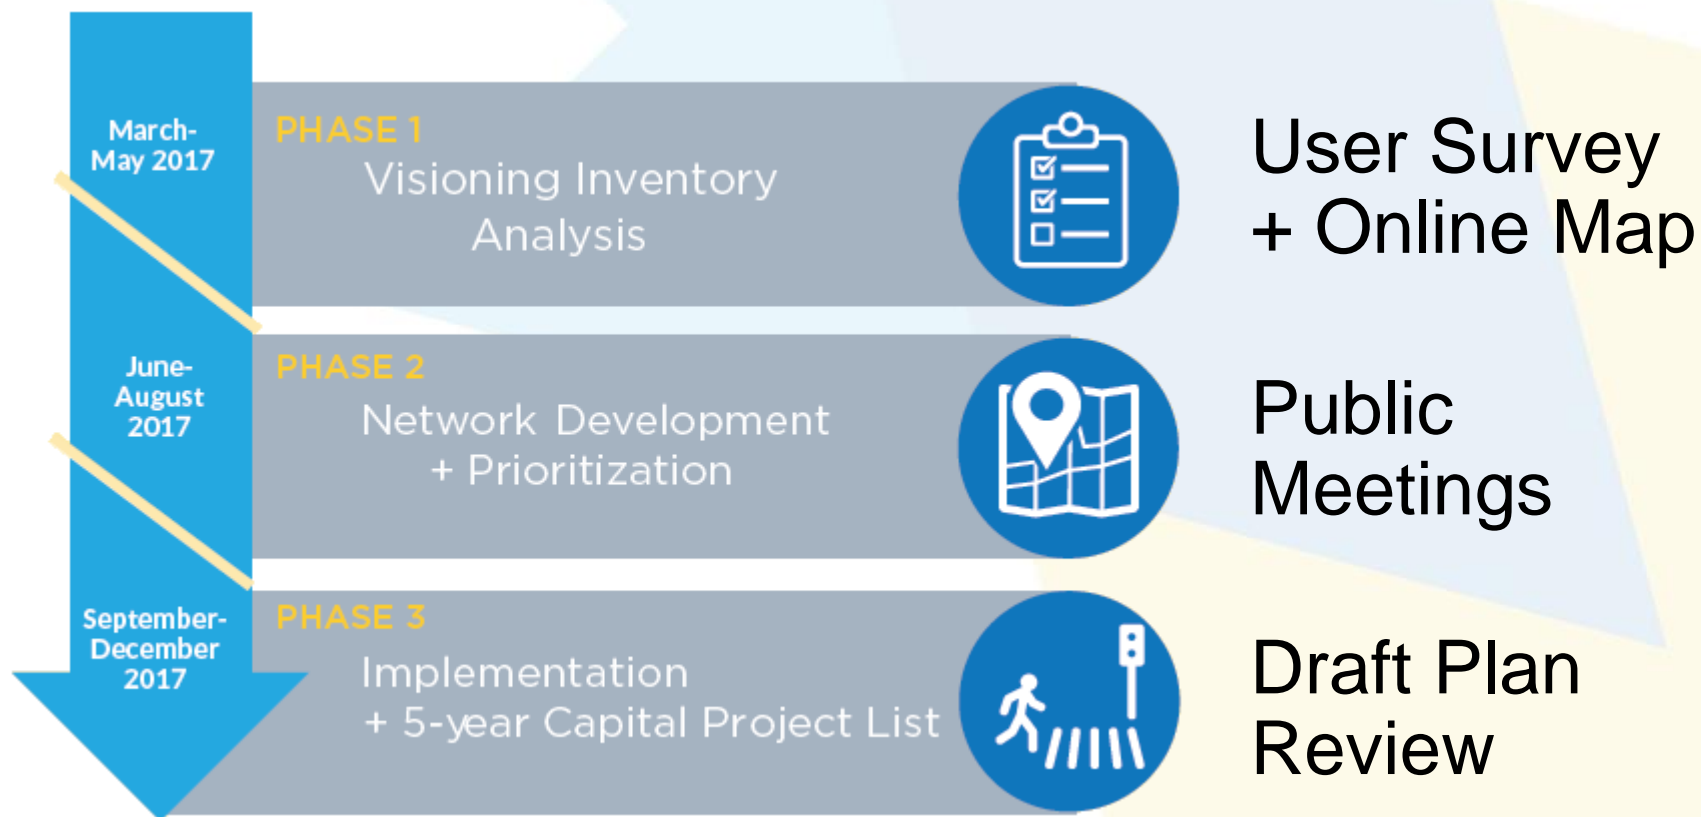 March-
May 2017
PHASE 1
Visioning Inventory
Analysis
User Survey
+ Online Map
June-
August
2017
PHASE 2
Network Development
+ Prioritization
Public
Meetings
September-
December
2017
PHASE 3
Implementation
+ 5-year Capital Project List
Draft Plan
Review